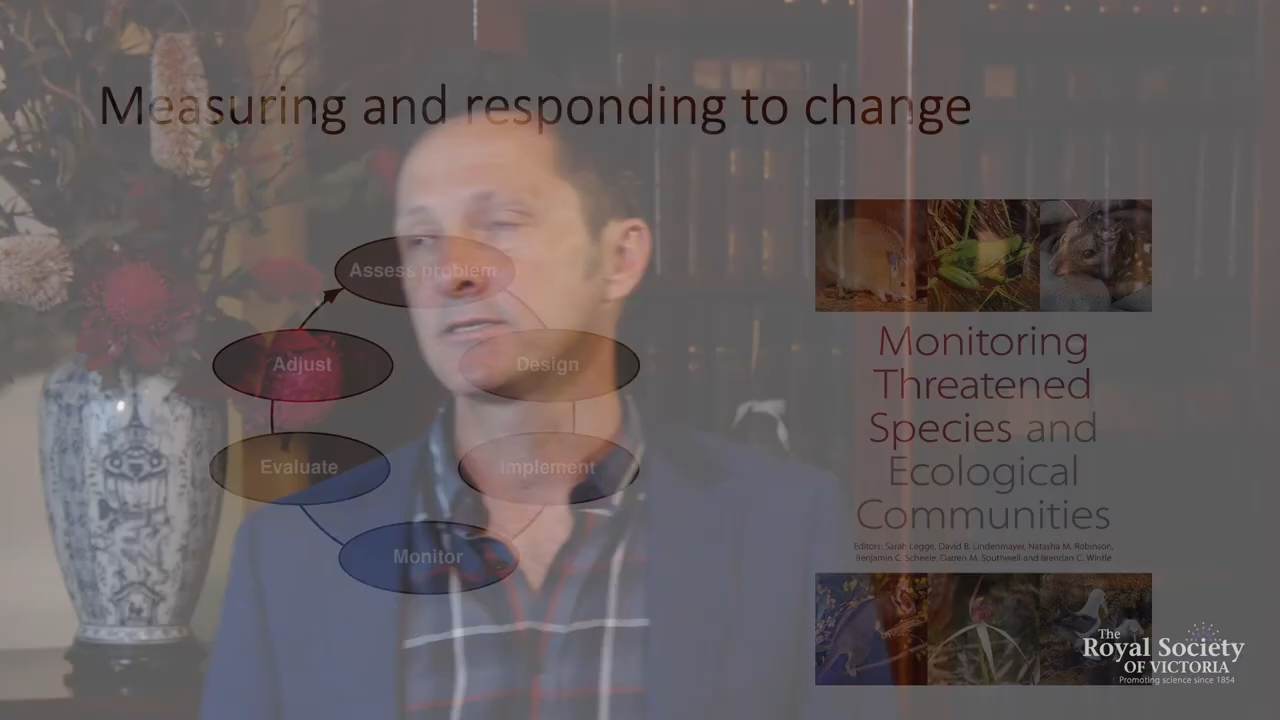 Measuring and responding to change
Assess problem
Adjust
Design
Evaluate
Implement
Monitor
Monitoring
Threatened
Species and
Ecological
Communities
Editors: Sarah Legge, David B. Lindenmayer, Natasha M. Robinson,
Benjamin C. Scheele, Darren M. Southwell and Brendan C. Wintle
The
Royal Society
OF VICTORIA
Promoting science since 1854